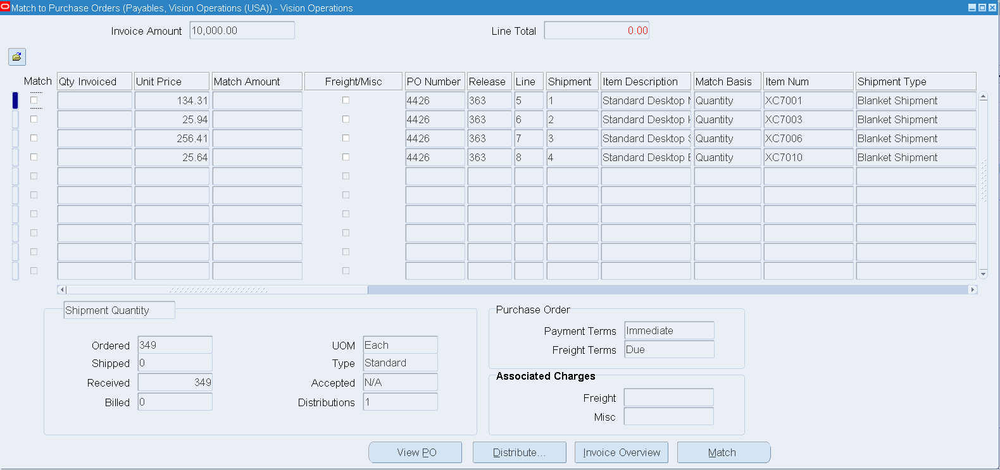 Match to Purchase Orders (Payables, Vision Operations (USA)) - Vision Operations
Invoice Amount 10,000.00 Line Total 0.00
Match Qty Invoiced Unit Price Match Amount Freight/Misc PO Number Release Line Shipment Item Description Match Basis Item Num Shipment Type
134.31 4426 363 5 1 Standard Desktop Quantity XC7001 Blanket Shipment
25.94 4426 363 6 2 Standard Desktop Quantity XC7003 Blanket Shipment
256.41 4426 363 7 3 Standard Desktop Quantity XC7006 Blanket Shipment
25.64 4426 363 8 4 Standard Desktop Quantity XC7010 Blanket Shipment
Shipment Quantity
Ordered 349 UOM Each
Shipped 0 Type Standard
Received 349 Accepted N/A
Billed 0 Distributions 1
Purchase Order
Payment Terms Immediate
Freight Terms Due
Associated Charges
Freight
Misc
View PO Distribute... Invoice Overview Match